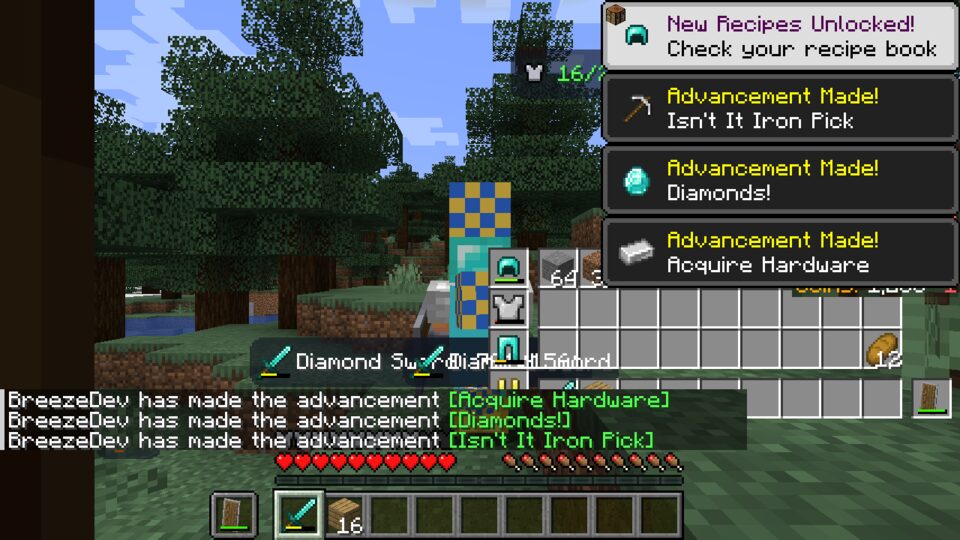 New Recipes Unlocked!
Check your recipe book
16/
Advancement Made!
Isn't It Iron Pick
Advancement Made!
Diamonds!
Advancement Made!
Acquire Hardware
64
12
Diamond Sword
BreezeDev has made the advancement [Acquire Hardware]
BreezeDev has made the advancement [Diamonds!]
BreezeDev has made the advancement [Isn't It Iron Pick]
16